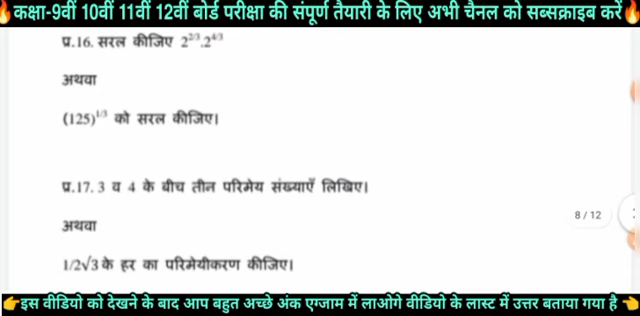 🔥कक्षा-9वीं 10वीं 11वीं 12वीं बोर्ड परीक्षा की संपूर्ण तैयारी के लिए अभी चैनल को सब्सक्राइब करें🔥
प्र.16. सरल कीजिए 2^{2/3}.2^{4/3}
अथवा
(125)^{1/3} को सरल कीजिए।
प्र.17. 3 व 4 के बीच तीन परिमेय संख्याएँ लिखिए।
8 / 12
अथवा
1/2√3 के हर का परिमेयीकरण कीजिए।
👉इस वीडियो को देखने के बाद आप बहुत अच्छे अंक एग्जाम में लाओगे वीडियो के लास्ट में उत्तर बताया गया है👈